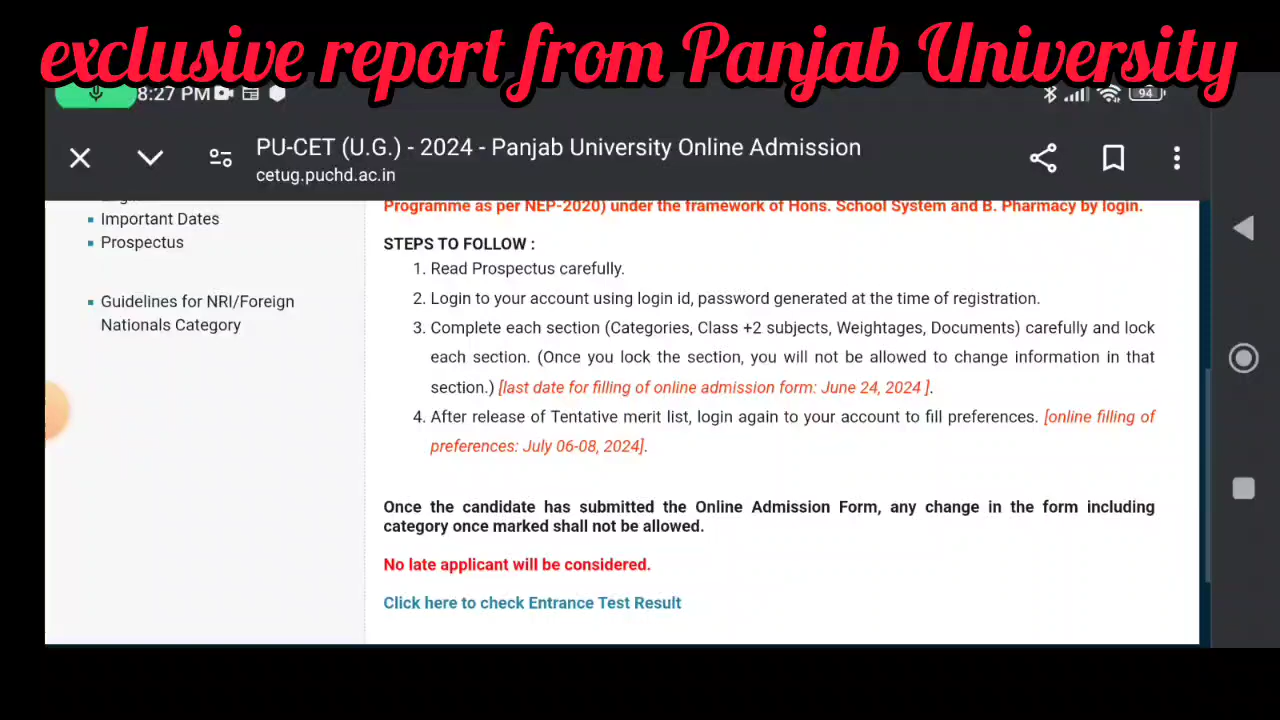 exclusive report from Panjab University
8:27 PM
94
PU-CET (U.G.) - 2024 - Panjab University Online Admission
cetug.puchd.ac.in
Important Dates
Prospectus
Guidelines for NRI/Foreign
Nationals Category
Programme as per NEP-2020) under the framework of Hons. School System and B. Pharmacy by login.
STEPS TO FOLLOW :
1. Read Prospectus carefully.
2. Login to your account using login id, password generated at the time of registration.
3. Complete each section (Categories, Class +2 subjects, Weightages, Documents) carefully and lock
each section. (Once you lock the section, you will not be allowed to change information in that
section.) [last date for filling of online admission form: June 24, 2024 ].
4. After release of Tentative merit list, login again to your account to fill preferences. [online filling of
preferences: July 06-08, 2024].
Once the candidate has submitted the Online Admission Form, any change in the form including
category once marked shall not be allowed.
No late applicant will be considered.
Click here to check Entrance Test Result